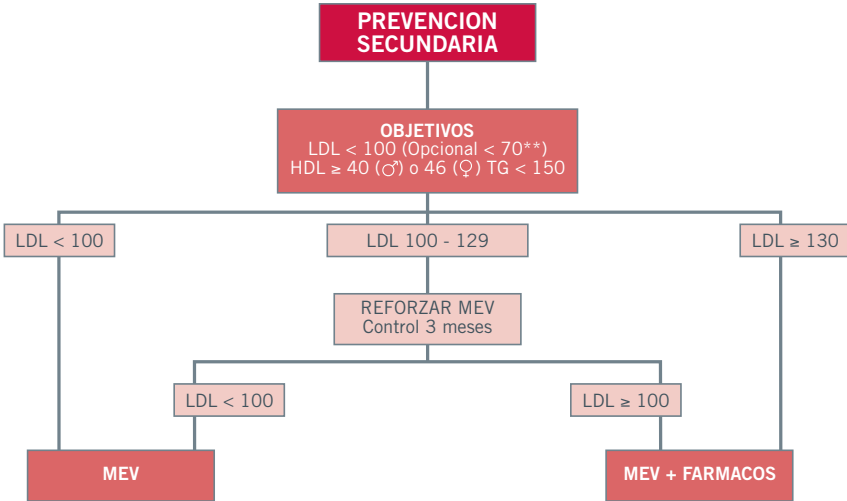 PREVENCION
SECUNDARIA
OBJETIVOS
LDL < 100 (Opcional < 70**)
HDL ≥ 40 (♂) o 46 (♀) TG < 150
LDL < 100
LDL 100 - 129
LDL ≥ 130
REFORZAR MEV
Control 3 meses
LDL < 100
LDL ≥ 100
MEV
MEV + FARMACOS